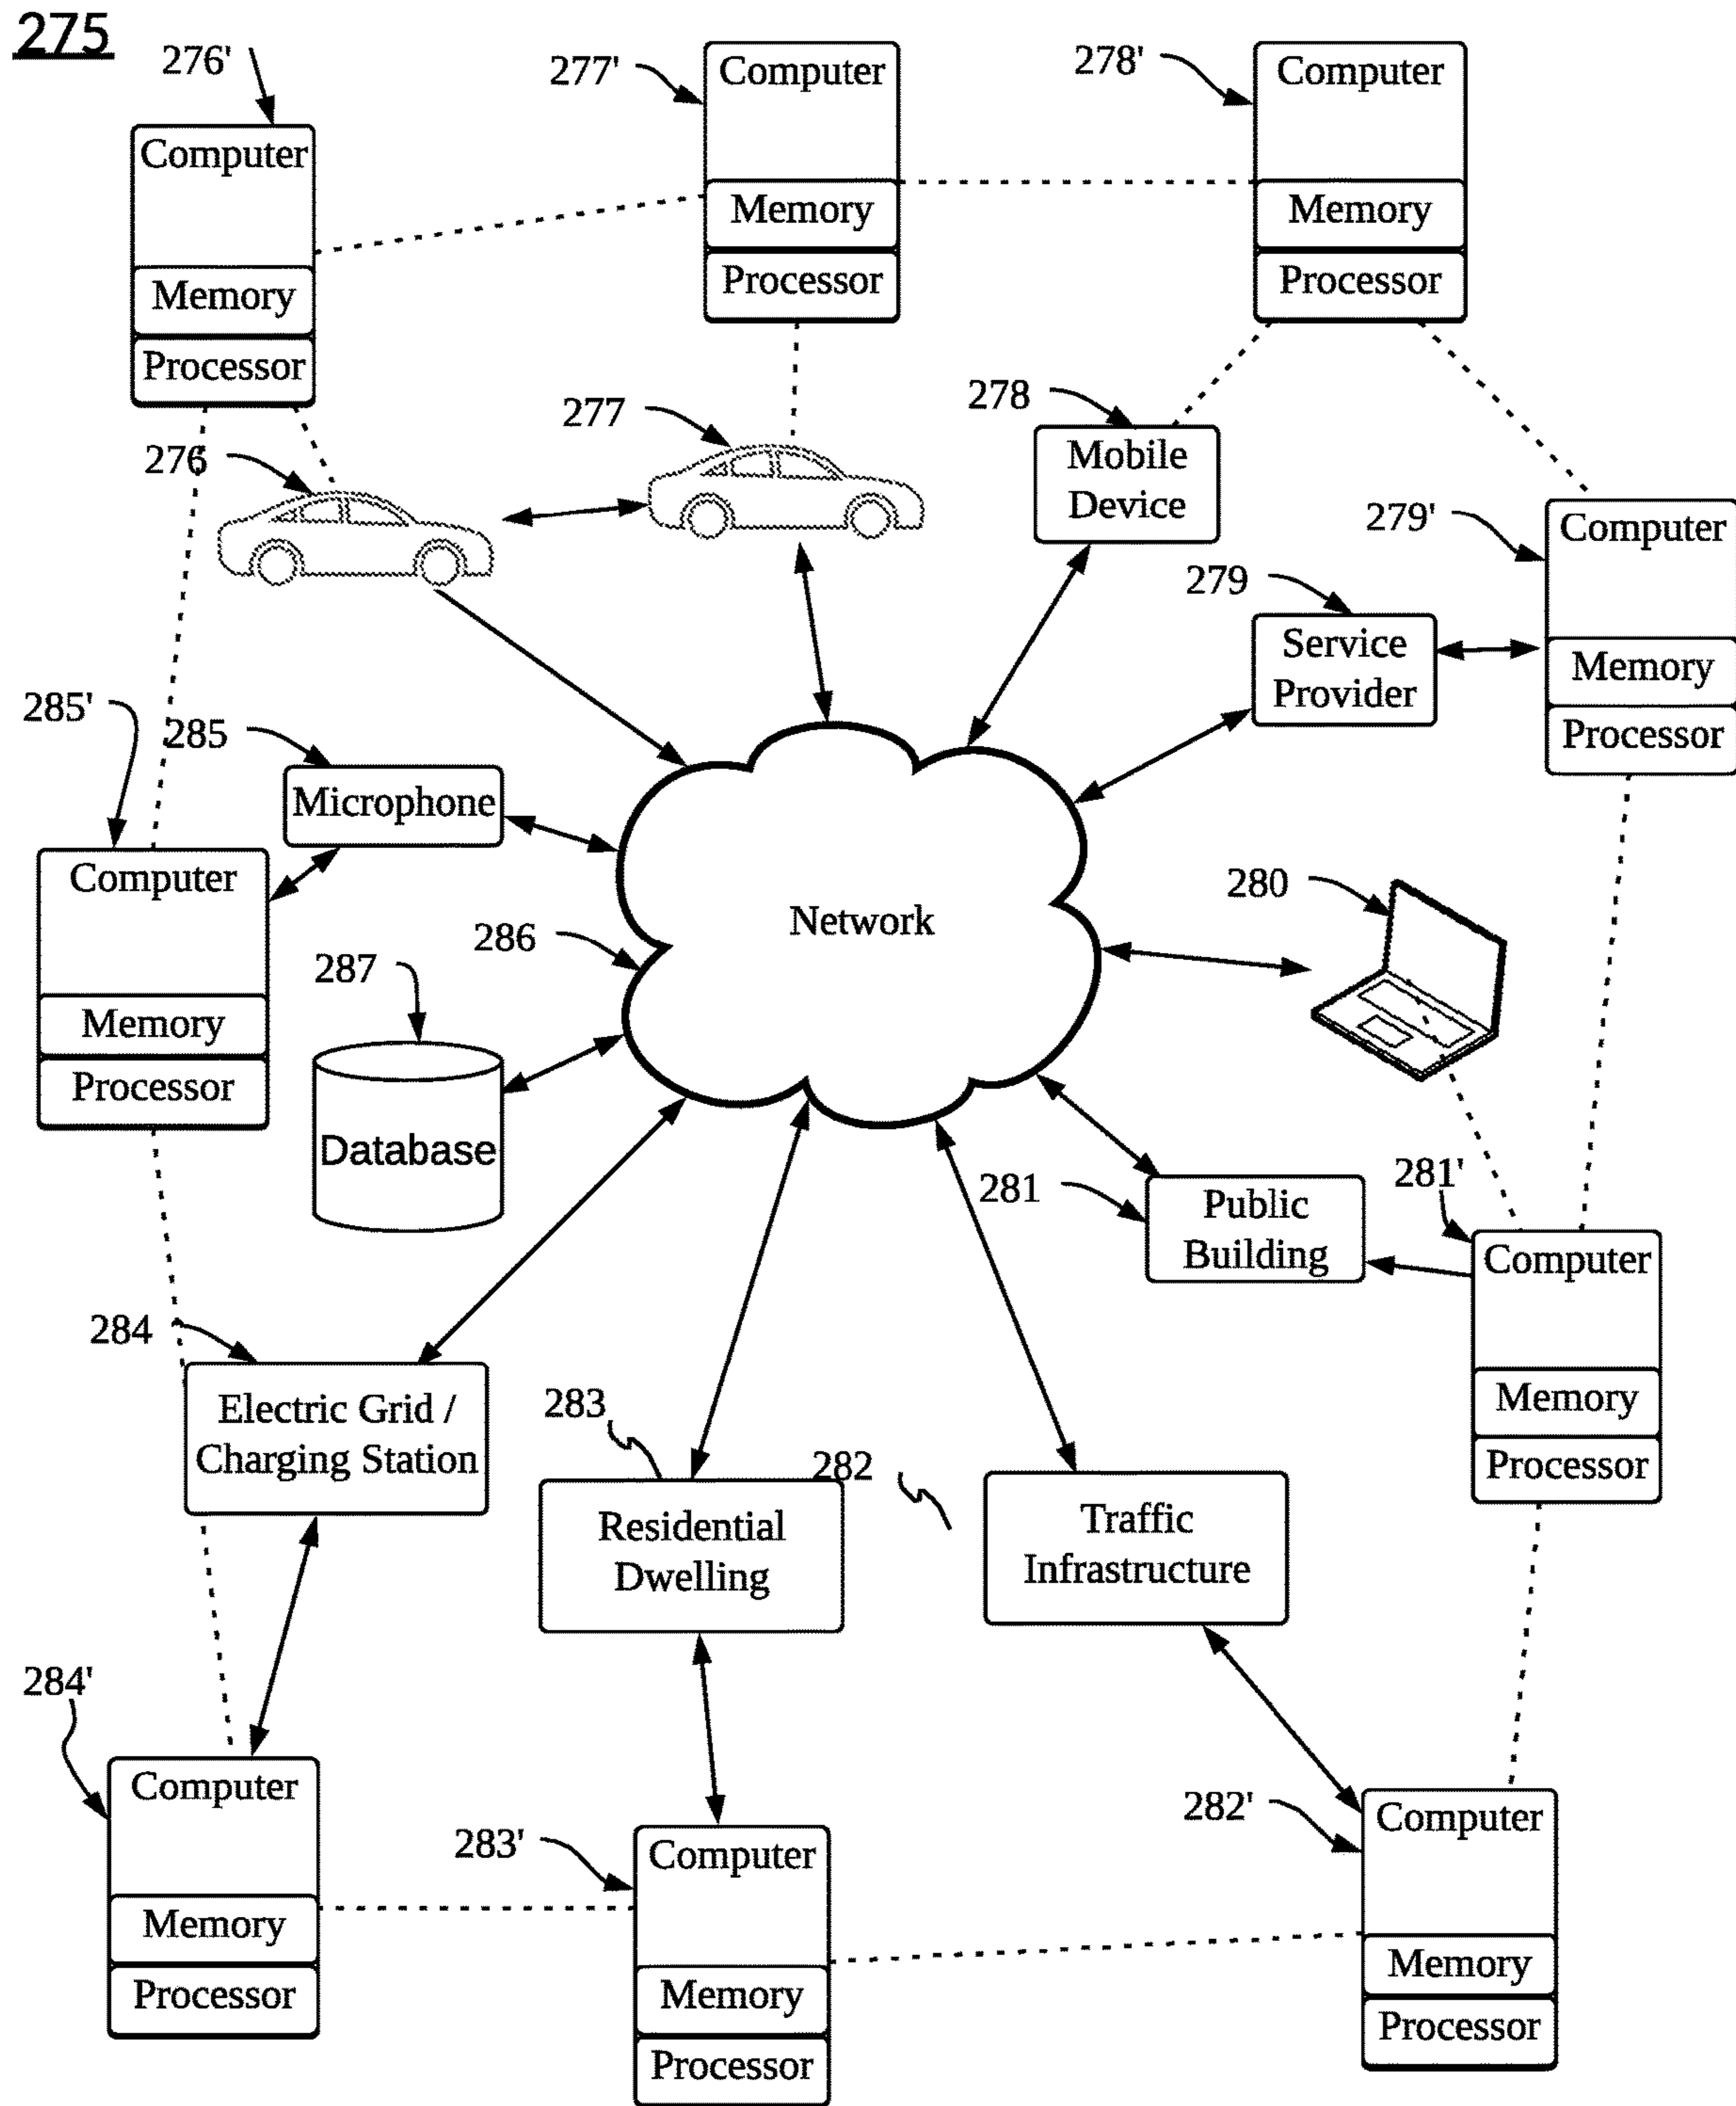 275
276'
277'
278'
Computer
Memory
Processor
Computer
Memory
Processor
Computer
Memory
Processor
276
277
278
Mobile
Device
279'
279
Service
Provider
Computer
Memory
Processor
285'
285
Microphone
Computer
Memory
Processor
286
287
Network
Database
280
281
Public
Building
281'
Computer
Memory
Processor
284
Electric Grid /
Charging Station
283
Residential
Dwelling
282
Traffic
Infrastructure
284'
Computer
Memory
Processor
283'
Computer
Memory
Processor
282'
Computer
Memory
Processor